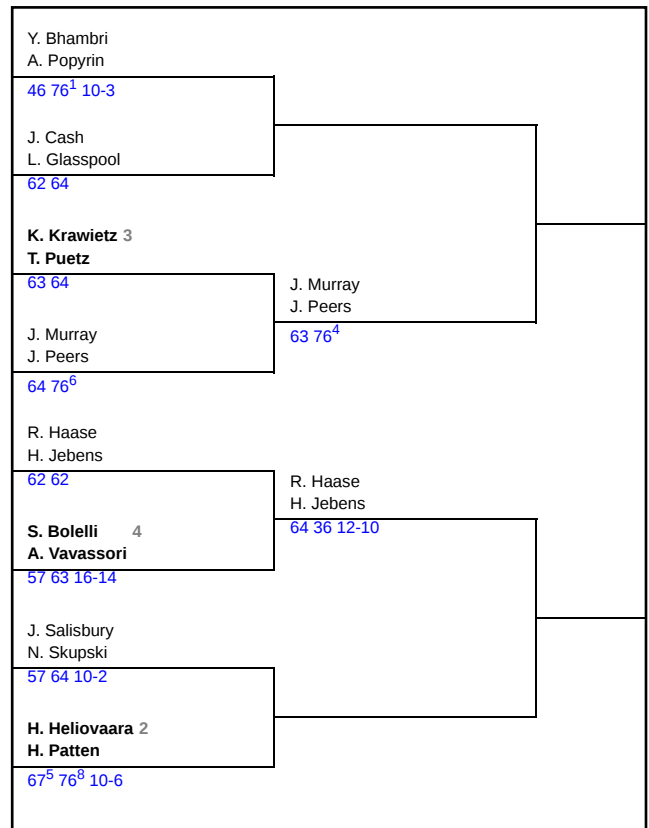 Y. Bhambri
A. Popyrin
46 76¹ 10-3
J. Cash
L. Glasspool
62 64
K. Krawietz 3
T. Puetz
63 64
J. Murray
J. Peers
64 76⁶
J. Murray
J. Peers
63 76⁴
R. Haase
H. Jebens
62 62
S. Bolelli 4
A. Vavassori
57 63 16-14
R. Haase
H. Jebens
64 36 12-10
J. Salisbury
N. Skupski
57 64 10-2
H. Heliovaara 2
H. Patten
67⁵ 76⁸ 10-6